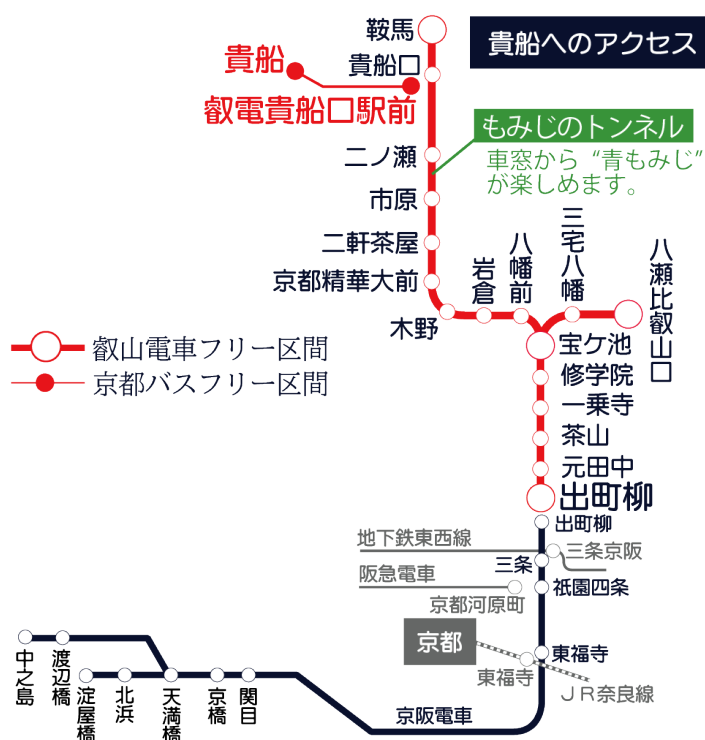 貴船へのアクセス
鞍馬
貴船口
貴船
叡電貴船口駅前
もみじのトンネル
車窓から“青もみじ”
が楽しめます。
二ノ瀬
市原
二軒茶屋
京都精華大前
木野
岩倉
八幡前
三宅八幡
八瀬比叡山口
宝ケ池
修学院
一乗寺
茶山
元田中
出町柳
叡山電車フリー区間
京都バスフリー区間
出町柳
地下鉄東西線
三条京阪
三条
阪急電車
京都河原町
祇園四条
京都
東福寺
東福寺
ＪＲ奈良線
京阪電車
中之島
渡辺橋
淀屋橋
北浜
天満橋
京橋
関目